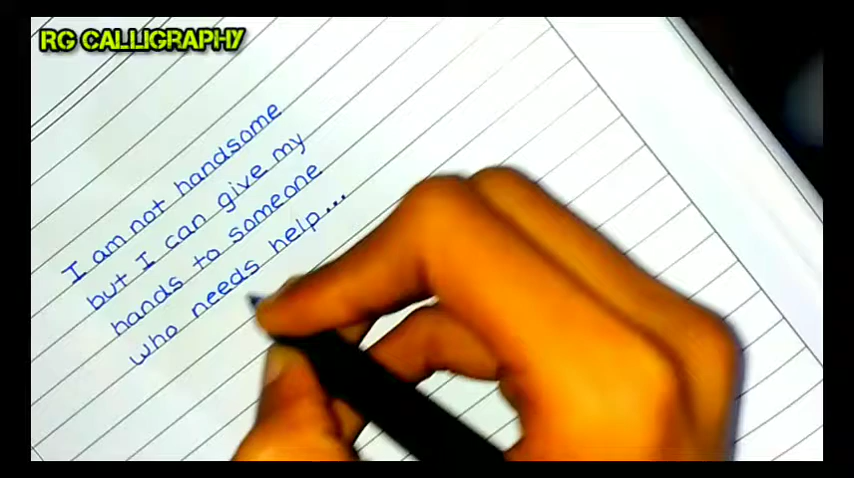 RG CALLIGRAPHY
I am not handsome
but I can give my
hands to someone
who needs help...